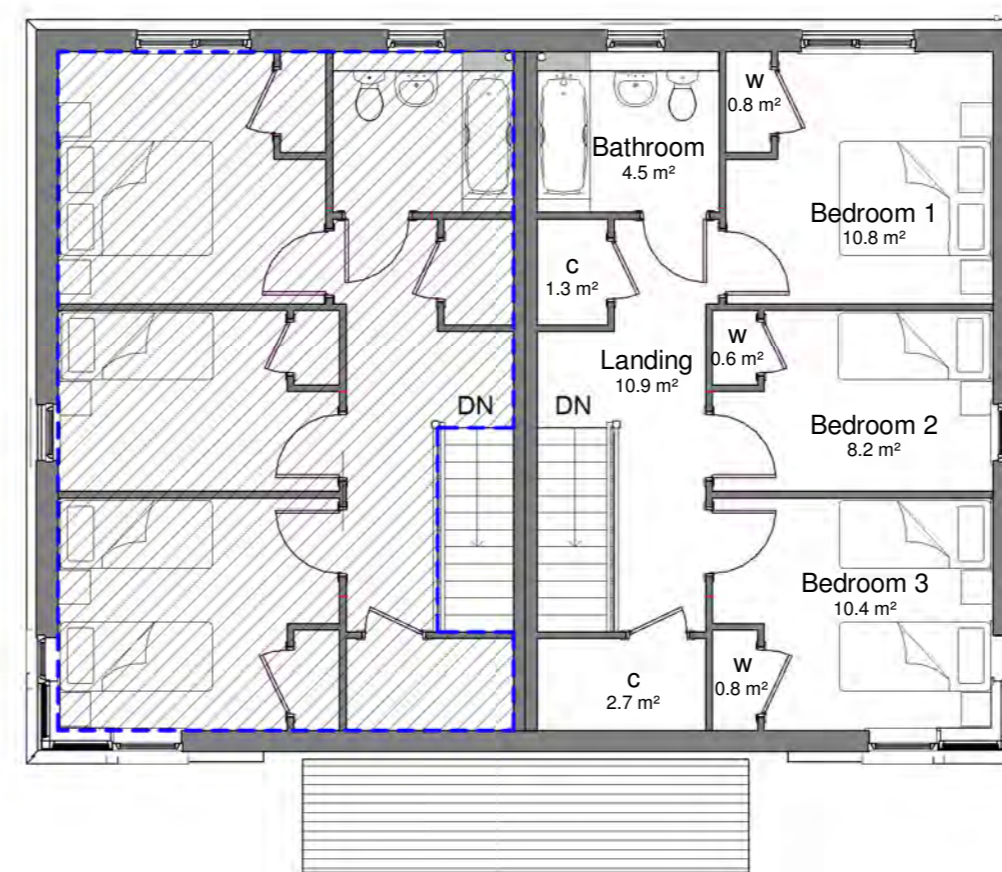 W
0.8 m²
Bathroom
4.5 m²
Bedroom 1
10.8 m²
C
1.3 m²
W
0.6 m²
Landing
10.9 m²
DN
DN
Bedroom 2
8.2 m²
Bedroom 3
10.4 m²
C
2.7 m²
W
0.8 m²